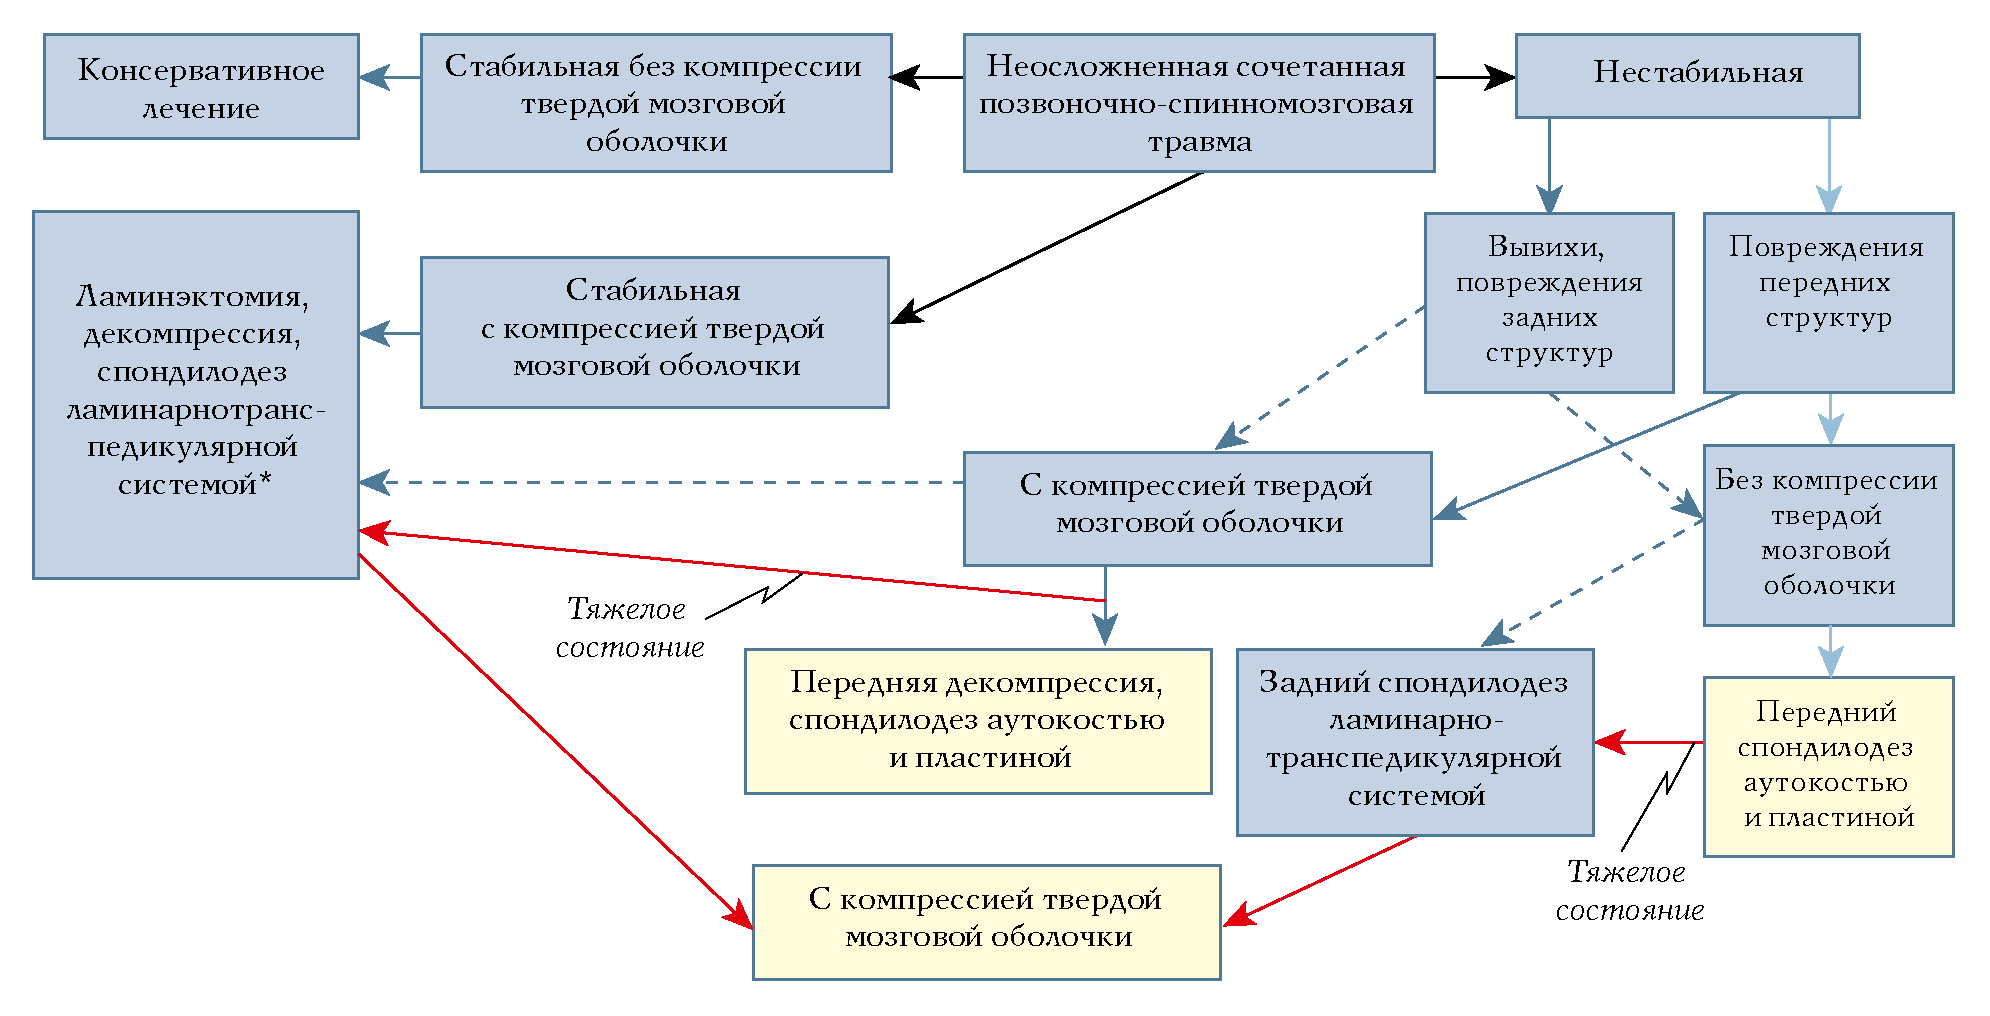 Консервативное
лечение
Стабильная без компрессии
твердой мозговой
оболочки
Неосложненная сочетанная
позвоночно-спинномозговая
травма
Нестабильная
Ламинэктомия,
декомпрессия,
спондилодез
ламинарнотранс-
педикулярной
системой*
Стабильная
с компрессией твердой
мозговой оболочки
Вывихи,
повреждения
задних
структур
Повреждения
передних
структур
С компрессией твердой
мозговой оболочки
Без компрессии
твердой
мозговой
оболочки
Тяжелое
состояние
Передняя декомпрессия,
спондилодез аутокостью
и пластиной
Задний спондилодез
ламинарно-
транспедикулярной
системой
Передний
спондилодез
аутокостью
и пластиной
Тяжелое
состояние
С компрессией твердой
мозговой оболочки